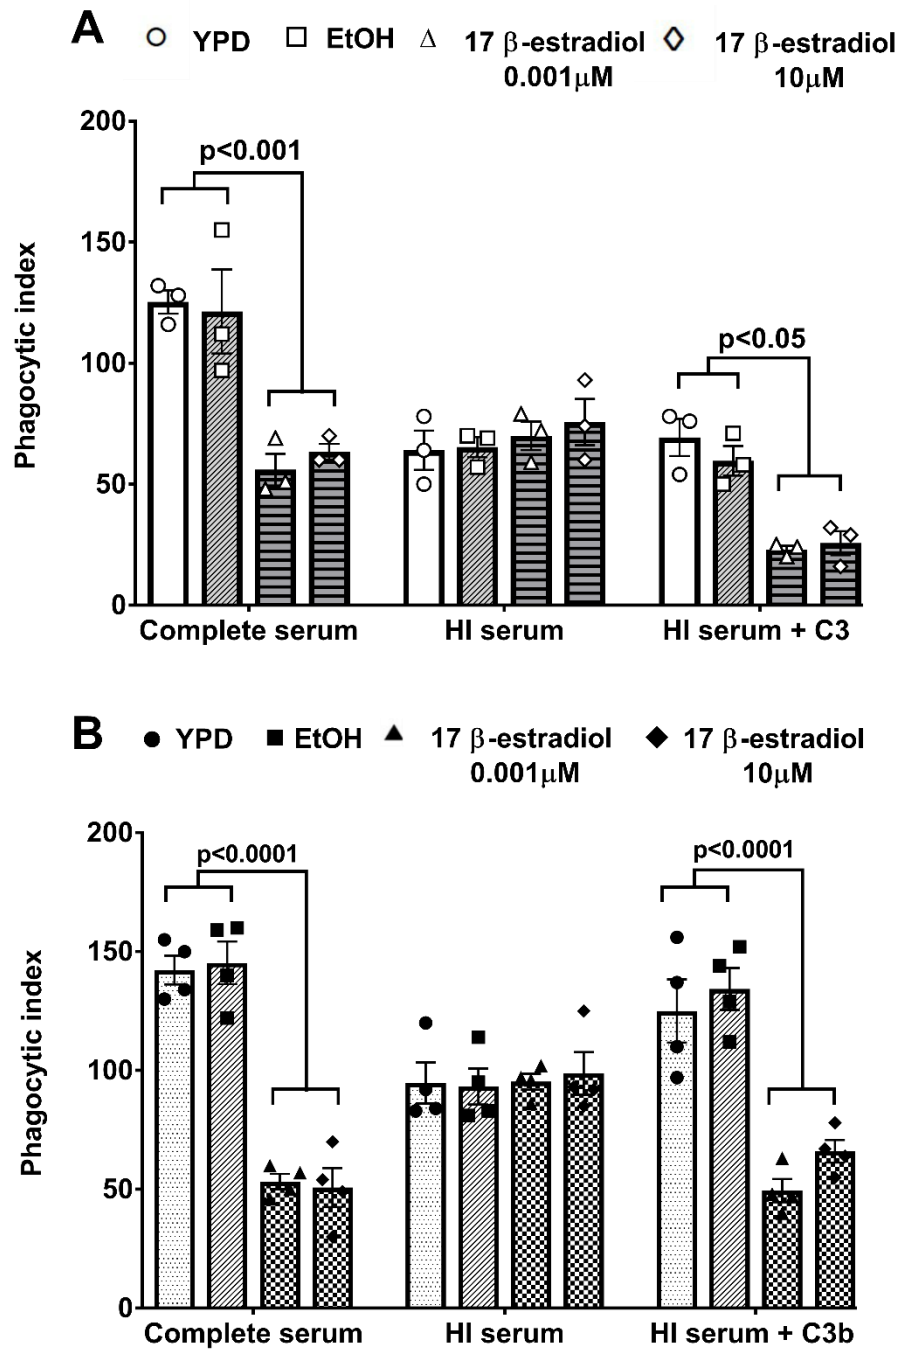 A YPD EtOH 17 β-estradiol 17 β-estradiol
0.001μM 10μM
200
p<0.001
150
Phagocytic index
100
p<0.05
50
0
Complete serum HI serum HI serum + C3
B YPD EtOH 17 β-estradiol 17 β-estradiol
0.001μM 10μM
200
p<0.0001 p<0.0001
150
Phagocytic index
100
50
0
Complete serum HI serum HI serum + C3b